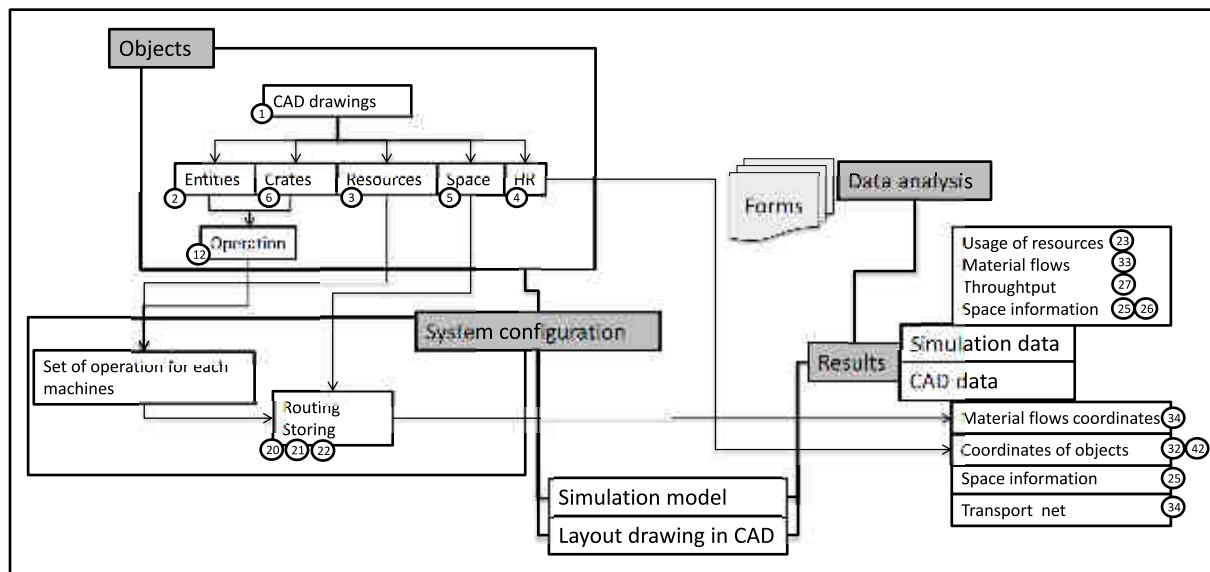 Objects
CAD drawings
1
Entities Crates Resources Space HR
2 6 3 5 4
Operation
12
Forms
Data analysis
Usage of resources 23
Material flows 33
Throughtput 27
Space information 25 26
System configuration
Results
Simulation data
CAD data
Set of operation for each
machines
Routing
Storing
20 21 22
Material flows coordinates 34
Coordinates of objects 32 42
Space information 25
Transport net 34
Simulation model
Layout drawing in CAD